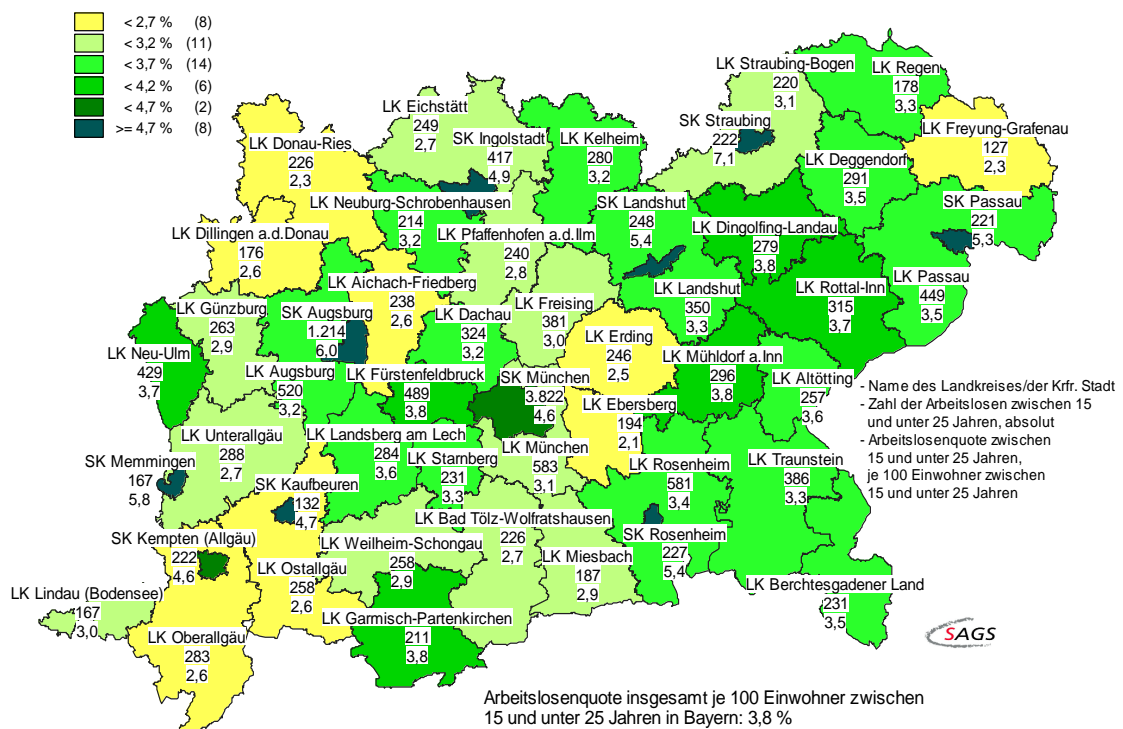 < 2,7 % (8)
< 3,2 % (11)
< 3,7 % (14)
< 4,2 % (6)
< 4,7 % (2)
>= 4,7 % (8)
LK Straubing-Bogen
220
3,1
LK Regen
178
3,3
LK Eichstätt
249
2,7
SK Ingolstadt
417
4,9
LK Kelheim
280
3,2
SK Straubing
222
7,1
LK Freyung-Grafenau
127
2,3
LK Donau-Ries
226
2,3
LK Deggendorf
291
3,5
LK Neuburg-Schrobenhausen
214
3,2
SK Landshut
248
5,4
SK Passau
221
5,3
LK Dillingen a.d.Donau
176
2,6
LK Pfaffenhofen a.d.Ilm
240
2,8
LK Dingolfing-Landau
279
3,8
LK Aichach-Friedberg
238
2,6
LK Passau
449
3,5
LK Günzburg
263
2,9
SK Augsburg
1.214
6,0
LK Dachau
324
3,2
LK Freising
381
3,0
LK Landshut
350
3,3
LK Rottal-Inn
315
3,7
LK Erding
246
2,5
LK Neu-Ulm
429
3,7
LK Augsburg
520
3,2
LK Fürstenfeldbruck
489
3,8
SK München
3.822
4,6
LK Mühldorf a.Inn
296
3,8
LK Altötting
257
3,6
- Name des Landkreises/der Krfr. Stadt
- Zahl der Arbeitslosen zwischen 15
und unter 25 Jahren, absolut
- Arbeitslosenquote zwischen
15 und unter 25 Jahren,
je 100 Einwohner zwischen
15 und unter 25 Jahren
LK Ebersberg
194
2,1
LK Unterallgäu
288
2,7
LK Landsberg am Lech
284
3,6
LK Starnberg
231
3,3
LK München
583
3,1
LK Rosenheim
581
3,4
LK Traunstein
386
3,3
SK Memmingen
167
5,8
SK Kaufbeuren
132
4,7
LK Bad Tölz-Wolfratshausen
226
2,7
SK Rosenheim
227
5,4
SK Kempten (Allgäu)
222
4,6
LK Weilheim-Schongau
258
2,9
LK Miesbach
187
2,9
LK Ostallgäu
258
2,6
LK Lindau (Bodensee)
167
3,0
LK Berchtesgadener Land
231
3,5
LK Garmisch-Partenkirchen
211
3,8
LK Oberallgäu
283
2,6
SAGS
Arbeitslosenquote insgesamt je 100 Einwohner zwischen
15 und unter 25 Jahren in Bayern: 3,8 %